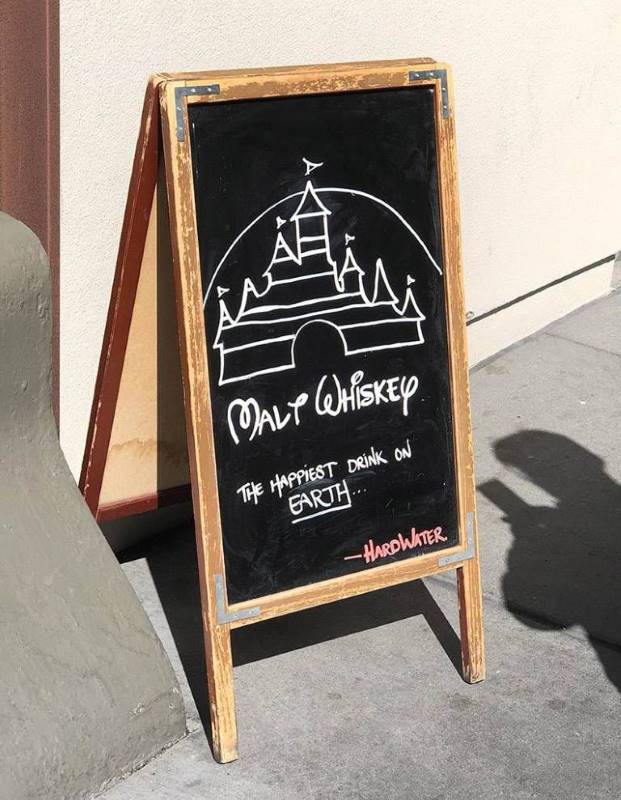 Malt Whiskey
THE HAPPIEST DRINK ON
EARTH...
—HARDWATER.